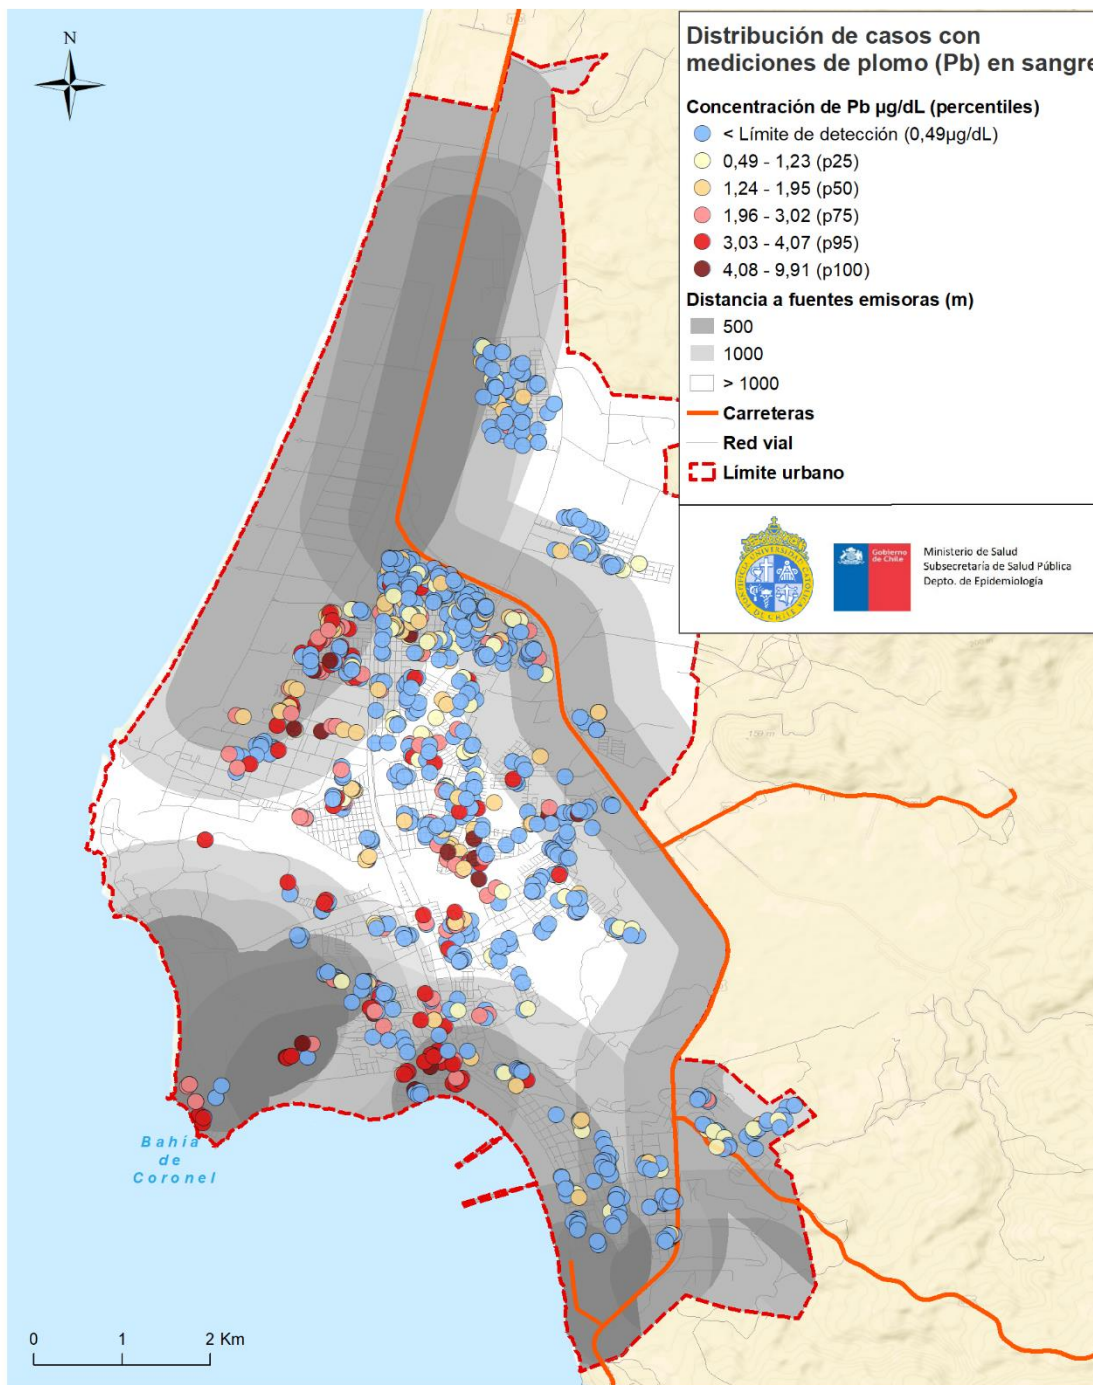 N
Distribución de casos con
mediciones de plomo (Pb) en sangre
Concentración de Pb µg/dL (percentiles)
< Límite de detección (0,49µg/dL)
0,49 - 1,23 (p25)
1,24 - 1,95 (p50)
1,96 - 3,02 (p75)
3,03 - 4,07 (p95)
4,08 - 9,91 (p100)
Distancia a fuentes emisoras (m)
500
1000
> 1000
Carreteras
Red vial
Límite urbano
Gobierno
de Chile
Ministerio de Salud
Subsecretaría de Salud Pública
Depto. de Epidemiología
Bahía
de
Coronel
0 1 2 Km